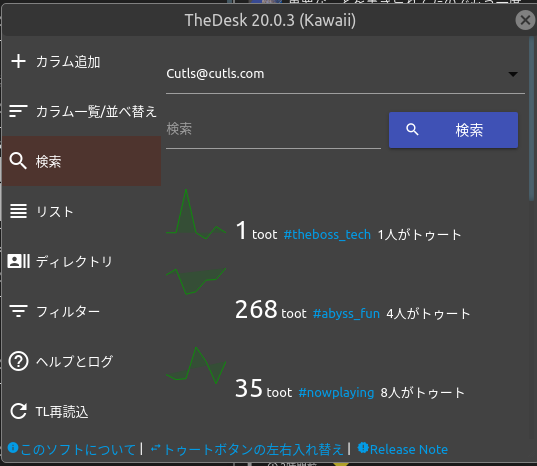 TheDesk 20.0.3 (Kawaii)
カラム追加
カラム一覧/並べ替え
検索
リスト
ディレクトリ
フィルター
ヘルプとログ
TL再読込
Cutls@cutls.com
検索
検索
1 toot #theboss_tech 1人がトゥート
268 toot #abyss_fun 4人がトゥート
35 toot #nowplaying 8人がトゥート
このソフトについて | トゥートボタンの左右入れ替え | Release Note